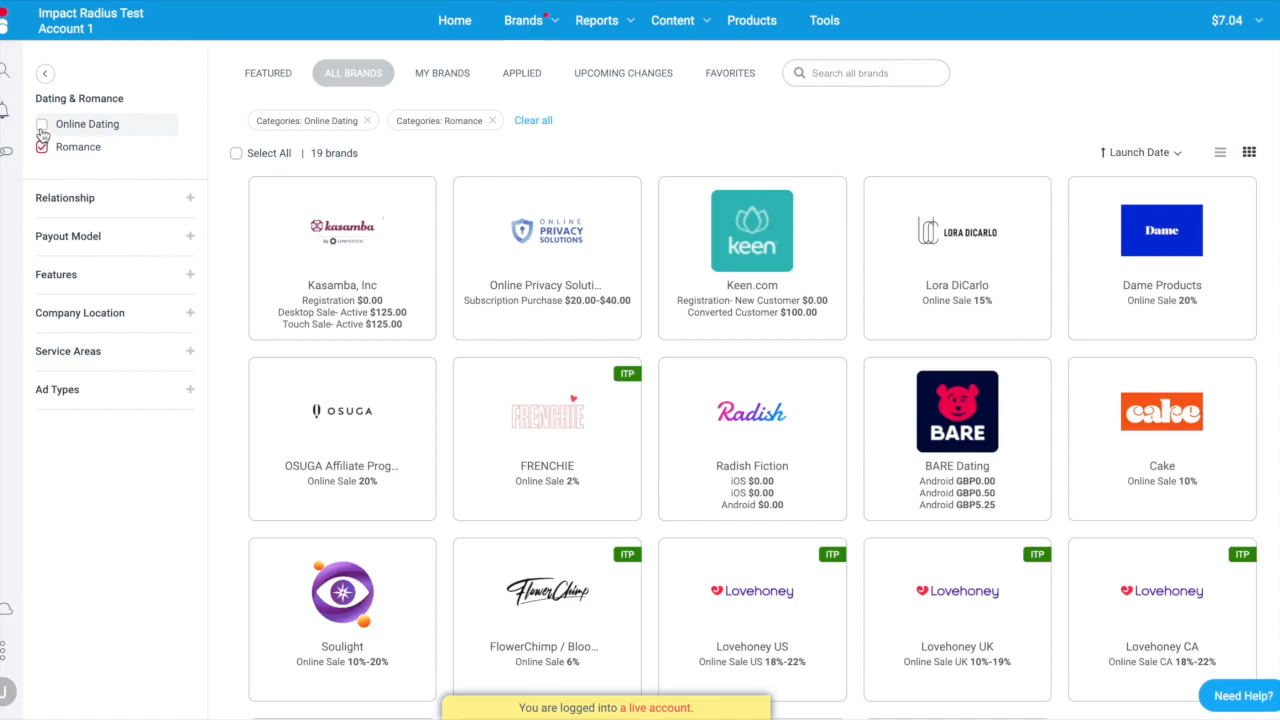 Impact Radius Test
Account 1
Home
Brands
Reports
Content
Products
Tools
$7.04
FEATURED
ALL BRANDS
MY BRANDS
APPLIED
UPCOMING CHANGES
FAVORITES
Search all brands
Dating & Romance
Online Dating
Romance
Relationship
Payout Model
Features
Company Location
Service Areas
Ad Types
Categories: Online Dating
Categories: Romance
Clear all
Select All | 19 brands
Launch Date
kasamba
Kasamba, Inc
Registration $0.00
Desktop Sale- Active $125.00
Touch Sale- Active $125.00
ONLINE
PRIVACY
SOLUTIONS
Online Privacy Soluti...
Subscription Purchase $20.00-$40.00
keen
Keen.com
Registration- New Customer $0.00
Converted Customer $100.00
LORA DICARLO
Lora DiCarlo
Online Sale 15%
Dame
Dame Products
Online Sale 20%
OSUGA
OSUGA Affiliate Prog...
Online Sale 20%
ITP
FRENCHIE
FRENCHIE
Online Sale 2%
Radish
Radish Fiction
iOS $0.00
iOS $0.00
Android $0.00
BARE
BARE Dating
Android GBP0.00
Android GBP0.50
Android GBP5.25
cake
Cake
Online Sale 10%
Soulight
Online Sale 10%-20%
ITP
FlowerChimp
FlowerChimp / Bloo...
Online Sale 6%
ITP
Lovehoney
Lovehoney US
Online Sale US 18%-22%
ITP
Lovehoney
Lovehoney UK
Online Sale UK 10%-19%
ITP
Lovehoney
Lovehoney CA
Online Sale CA 18%-22%
You are logged into a live account.
Need Help?